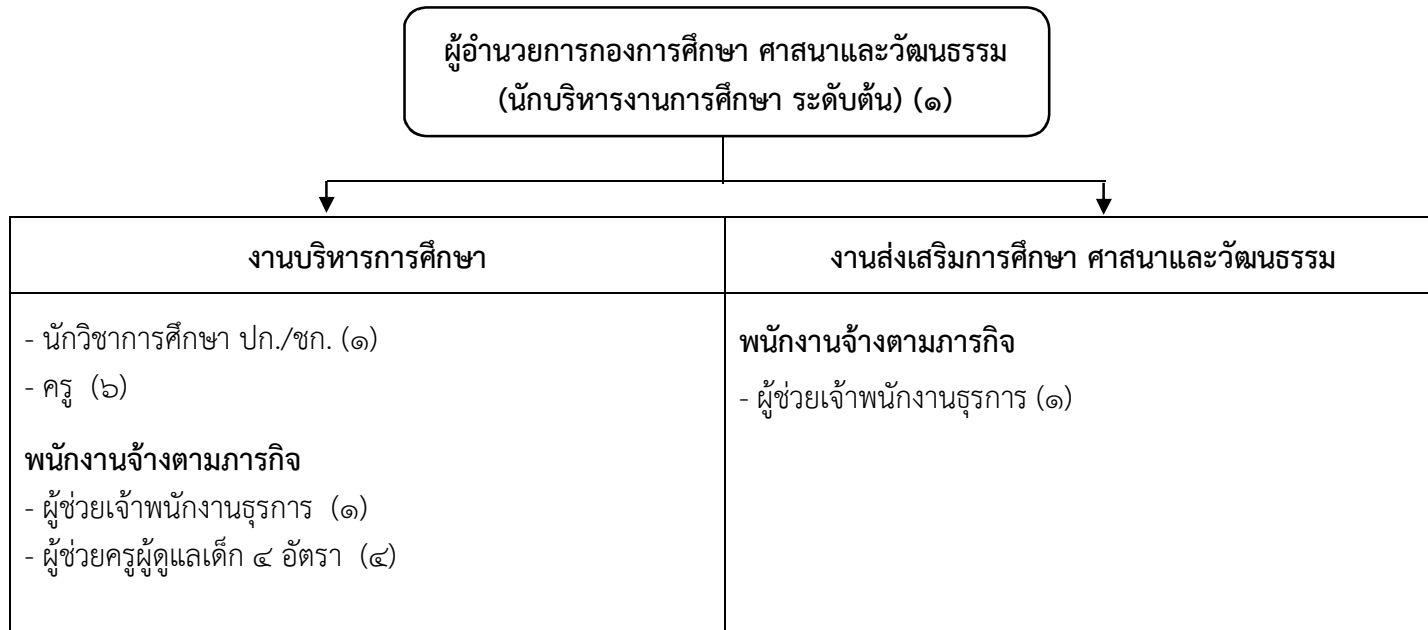 ผู้อำนวยการกองการศึกษา ศาสนาและวัฒนธรรม
(นักบริหารงานการศึกษา ระดับต้น) (๑)
งานบริหารการศึกษา
- นักวิชาการศึกษา ปก./ชก. (๑)
- ครู (๖)
พนักงานจ้างตามภารกิจ
- ผู้ช่วยเจ้าพนักงานธุรการ (๑)
- ผู้ช่วยครูผู้ดูแลเด็ก ๔ อัตรา (๔)
งานส่งเสริมการศึกษา ศาสนาและวัฒนธรรม
พนักงานจ้างตามภารกิจ
- ผู้ช่วยเจ้าพนักงานธุรการ (๑)